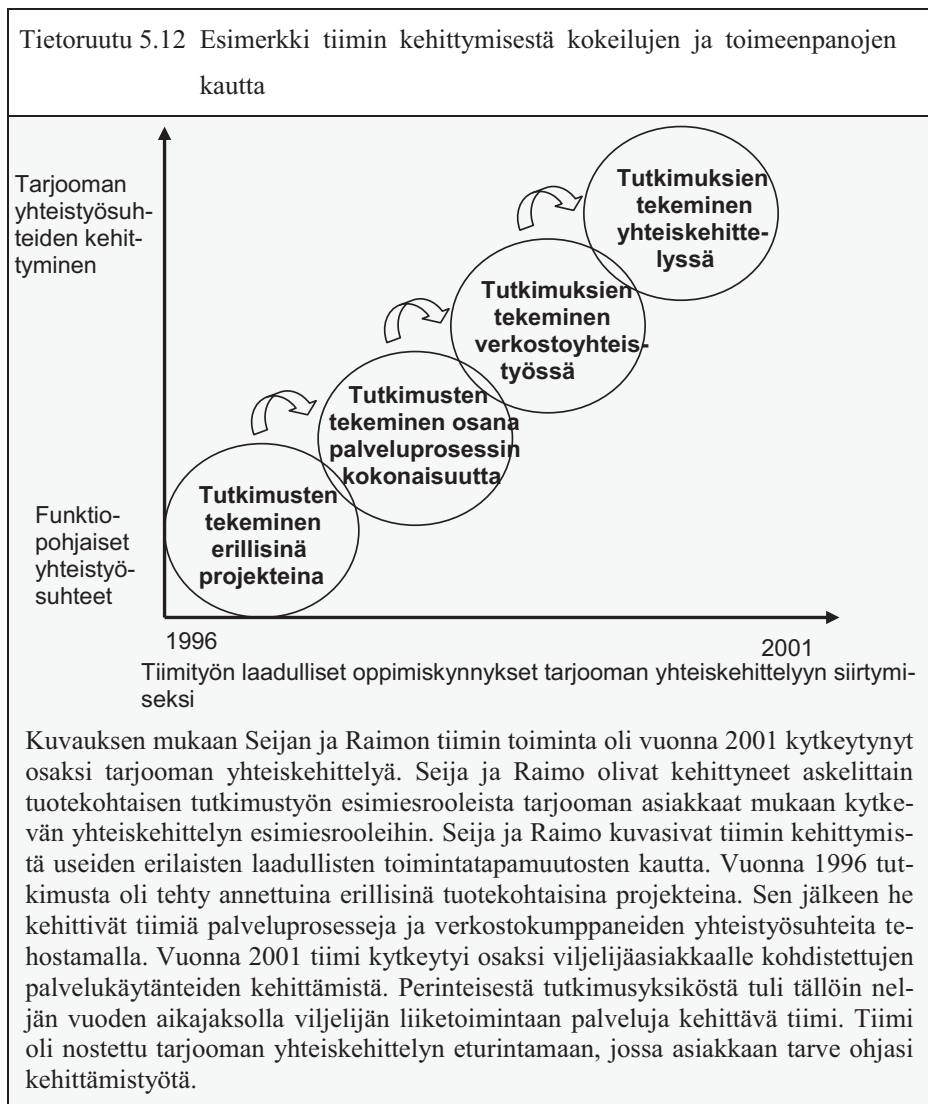 Tietoruutu 5.12 Esimerkki tiimin kehittymisestä kokeilujen ja toimeenpanojen
kautta
Tarjooman
yhteistyösuh-
teiden kehit-
tyminen
Tutkimuksien
tekeminen
yhteiskehitte-
lyssä
Tutkimuksien
tekeminen
verkostoyhteis-
työssä
Tutkimusten
tekeminen osana
palveluprosessin
kokonaisuutta
Tutkimusten
tekeminen
erillisinä
projekteina
Funktio-
pohjaiset
yhteistyö-
suhteet
1996 2001
Tiimityön laadulliset oppimiskynnykset tarjooman yhteiskehittelyyn siirtymi-
seksi
Kuvauksen mukaan Seijan ja Raimon tiimin toiminta oli vuonna 2001 kytkeytynyt
osaksi tarjooman yhteiskehittelyä. Seija ja Raimo olivat kehittyneet askelittain
tuotekohtaisen tutkimustyön esimiesrooleista tarjooman asiakkaat mukaan kytke-
vän yhteiskehittelyn esimiesrooleihin. Seija ja Raimo kuvasivat tiimin kehittymis-
tä useiden erilaisten laadullisten toimintatapamuutosten kautta. Vuonna 1996 tut-
kimusta oli tehty annettuina erillisinä tuotekohtaisina projekteina. Sen jälkeen he
kehittivät tiimiä palveluprosesseja ja verkostokumppaneiden yhteistyösuhteita te-
hostamalla. Vuonna 2001 tiimi kytkeytyi osaksi viljelijäasiakkaalle kohdistettujen
palvelukäytänteiden kehittämistä. Perinteisestä tutkimusyksiköstä tuli tällöin nel-
jän vuoden aikajaksolla viljelijän liiketoimintaan palveluja kehittävä tiimi. Tiimi
oli nostettu tarjooman yhteiskehittelyn eturintamaan, jossa asiakkaan tarve ohjasi
kehittämistyötä.